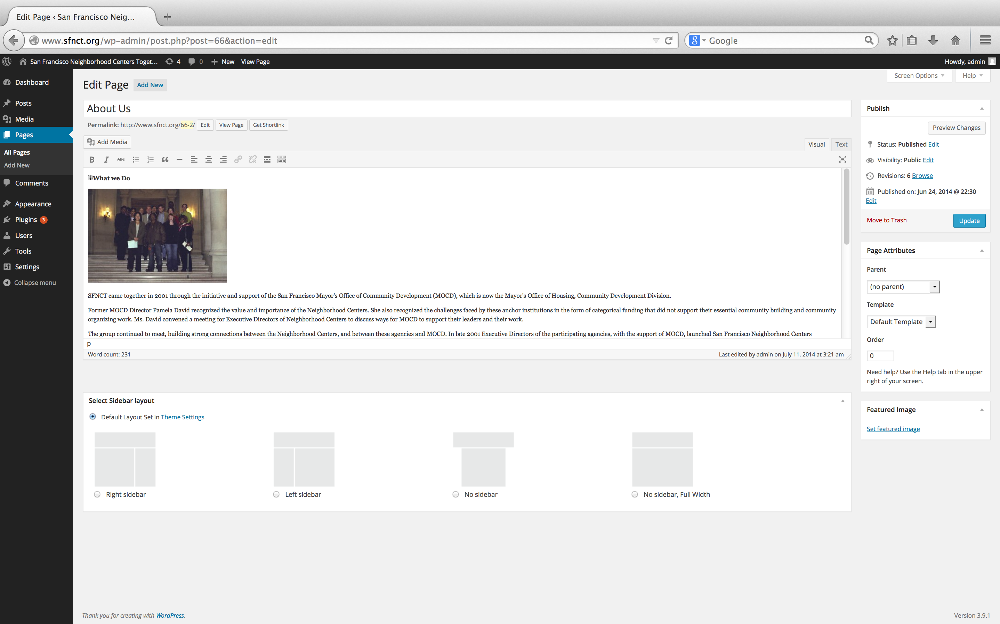 Edit Page ‹ San Francisco Neig...
www.sfnct.org/wp-admin/post.php?post=66&action=edit
Google
San Francisco Neighborhood Centers Toget... 4 0 New View Page
Howdy, admin
Dashboard
Posts
Media
Pages
All Pages
Add New
Comments
Appearance
Plugins 3
Users
Tools
Settings
Collapse menu
Screen Options
Help
Edit Page Add New
About Us
Permalink: http://www.sfnct.org/66-2/ Edit View Page Get Shortlink
Add Media
Visual Text
B I ABC
What we Do
SFNCT came together in 2001 through the initiative and support of the San Francisco Mayor's Office of Community Development (MOCD), which is now the Mayor's Office of Housing, Community Development Division.
Former MOCD Director Pamela David recognized the value and importance of the Neighborhood Centers. She also recognized the challenges faced by these anchor institutions in the form of categorical funding that did not support their essential community building and community
organizing work. Ms. David convened a meeting for Executive Directors of Neighborhood Centers to discuss ways for MOCD to support their leaders and their work.
The group continued to meet, building strong connections between the Neighborhood Centers, and between these agencies and MOCD. In late 2001 Executive Directors of the participating agencies, with the support of MOCD, launched San Francisco Neighborhood Centers
p
Word count: 231
Last edited by admin on July 11, 2014 at 3:21 am
Select Sidebar layout
Default Layout Set in Theme Settings
Right sidebar
Left sidebar
No sidebar
No sidebar, Full Width
Publish
Preview Changes
Status: Published Edit
Visibility: Public Edit
Revisions: 6 Browse
Published on: Jun 24, 2014 @ 22:30
Edit
Move to Trash
Update
Page Attributes
Parent
(no parent)
Template
Default Template
Order
0
Need help? Use the Help tab in the upper
right of your screen.
Featured Image
Set featured image
Thank you for creating with WordPress.
Version 3.9.1